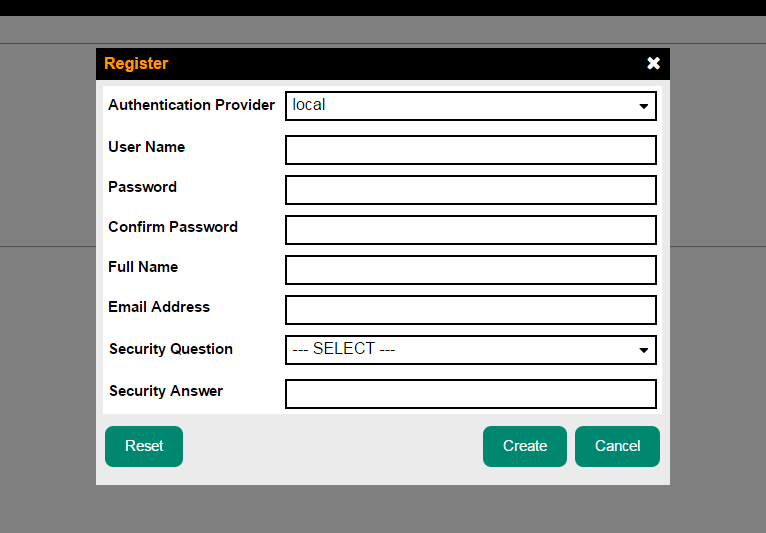 Register
Authentication Provider local
User Name
Password
Confirm Password
Full Name
Email Address
Security Question --- SELECT ---
Security Answer
Reset Create Cancel